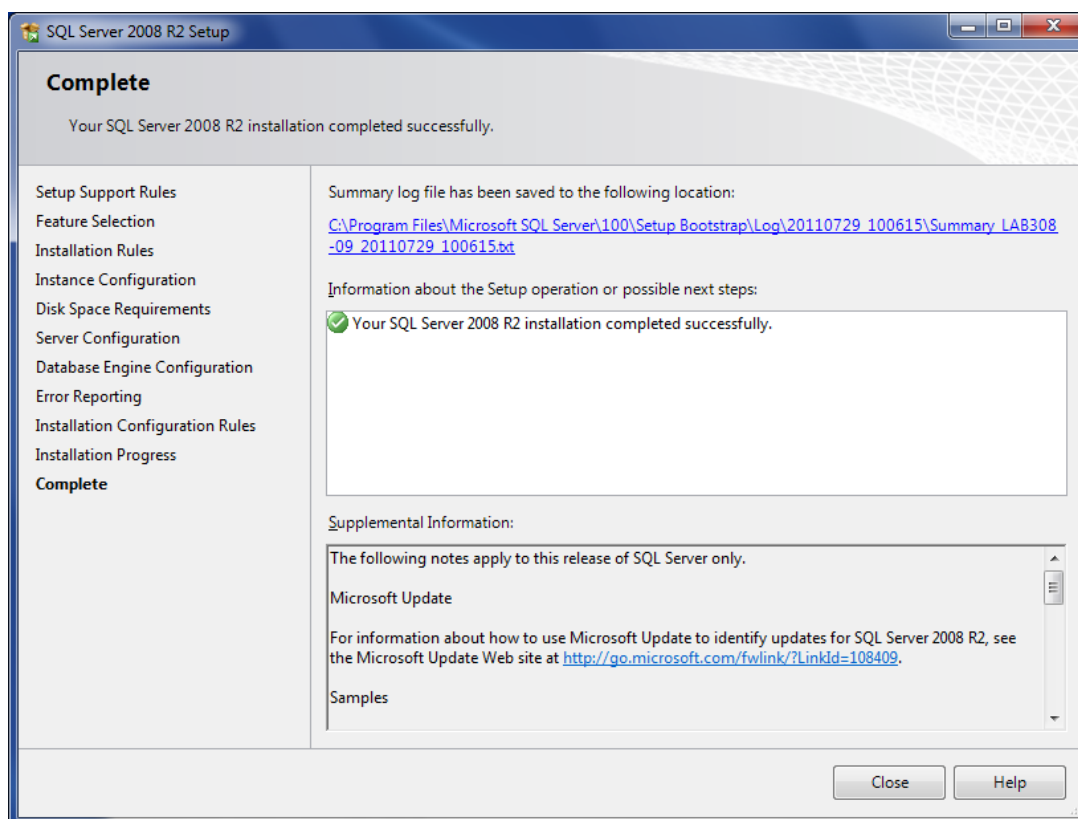 SQL Server 2008 R2 Setup
Complete
Your SQL Server 2008 R2 installation completed successfully.
Setup Support Rules
Feature Selection
Installation Rules
Instance Configuration
Disk Space Requirements
Server Configuration
Database Engine Configuration
Error Reporting
Installation Configuration Rules
Installation Progress
Complete
Summary log file has been saved to the following location:
C:\Program Files\Microsoft SQL Server\100\Setup Bootstrap\Log\20110729_100615\Summary_LAB308
-09_20110729_100615.txt
Information about the Setup operation or possible next steps:
Your SQL Server 2008 R2 installation completed successfully.
Supplemental Information:
The following notes apply to this release of SQL Server only.
Microsoft Update
For information about how to use Microsoft Update to identify updates for SQL Server 2008 R2, see
the Microsoft Update Web site at http://go.microsoft.com/fwlink/?LinkId=108409.
Samples
Close
Help